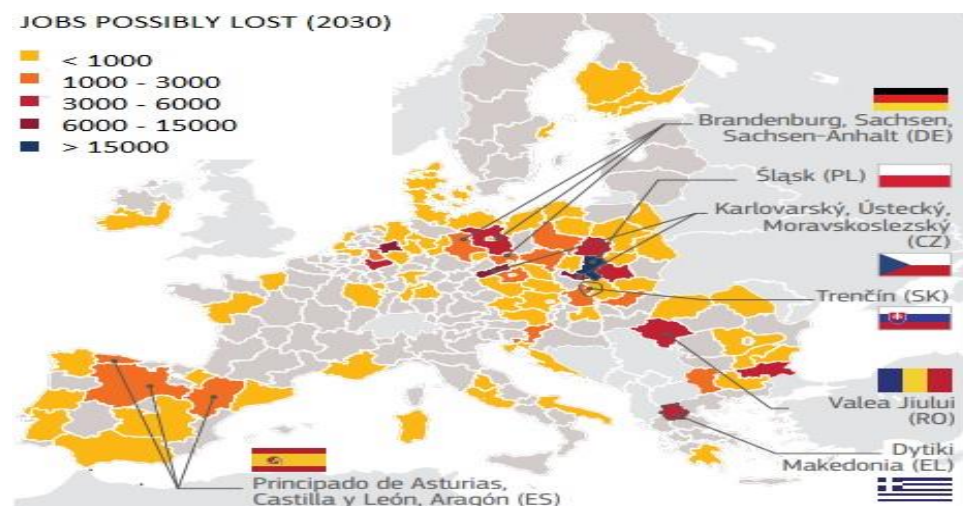 JOBS POSSIBLY LOST (2030)
< 1000
1000 - 3000
3000 - 6000
6000 - 15000
> 15000
Brandenburg, Sachsen,
Sachsen-Anhalt (DE)
Śląsk (PL)
Karlovarský, Ústecký,
Moravskoslezský
(CZ)
Trenčín (SK)
Valea Jiului
(RO)
Dytiki
Makedonia (EL)
Principado de Asturias,
Castilla y León, Aragón (ES)